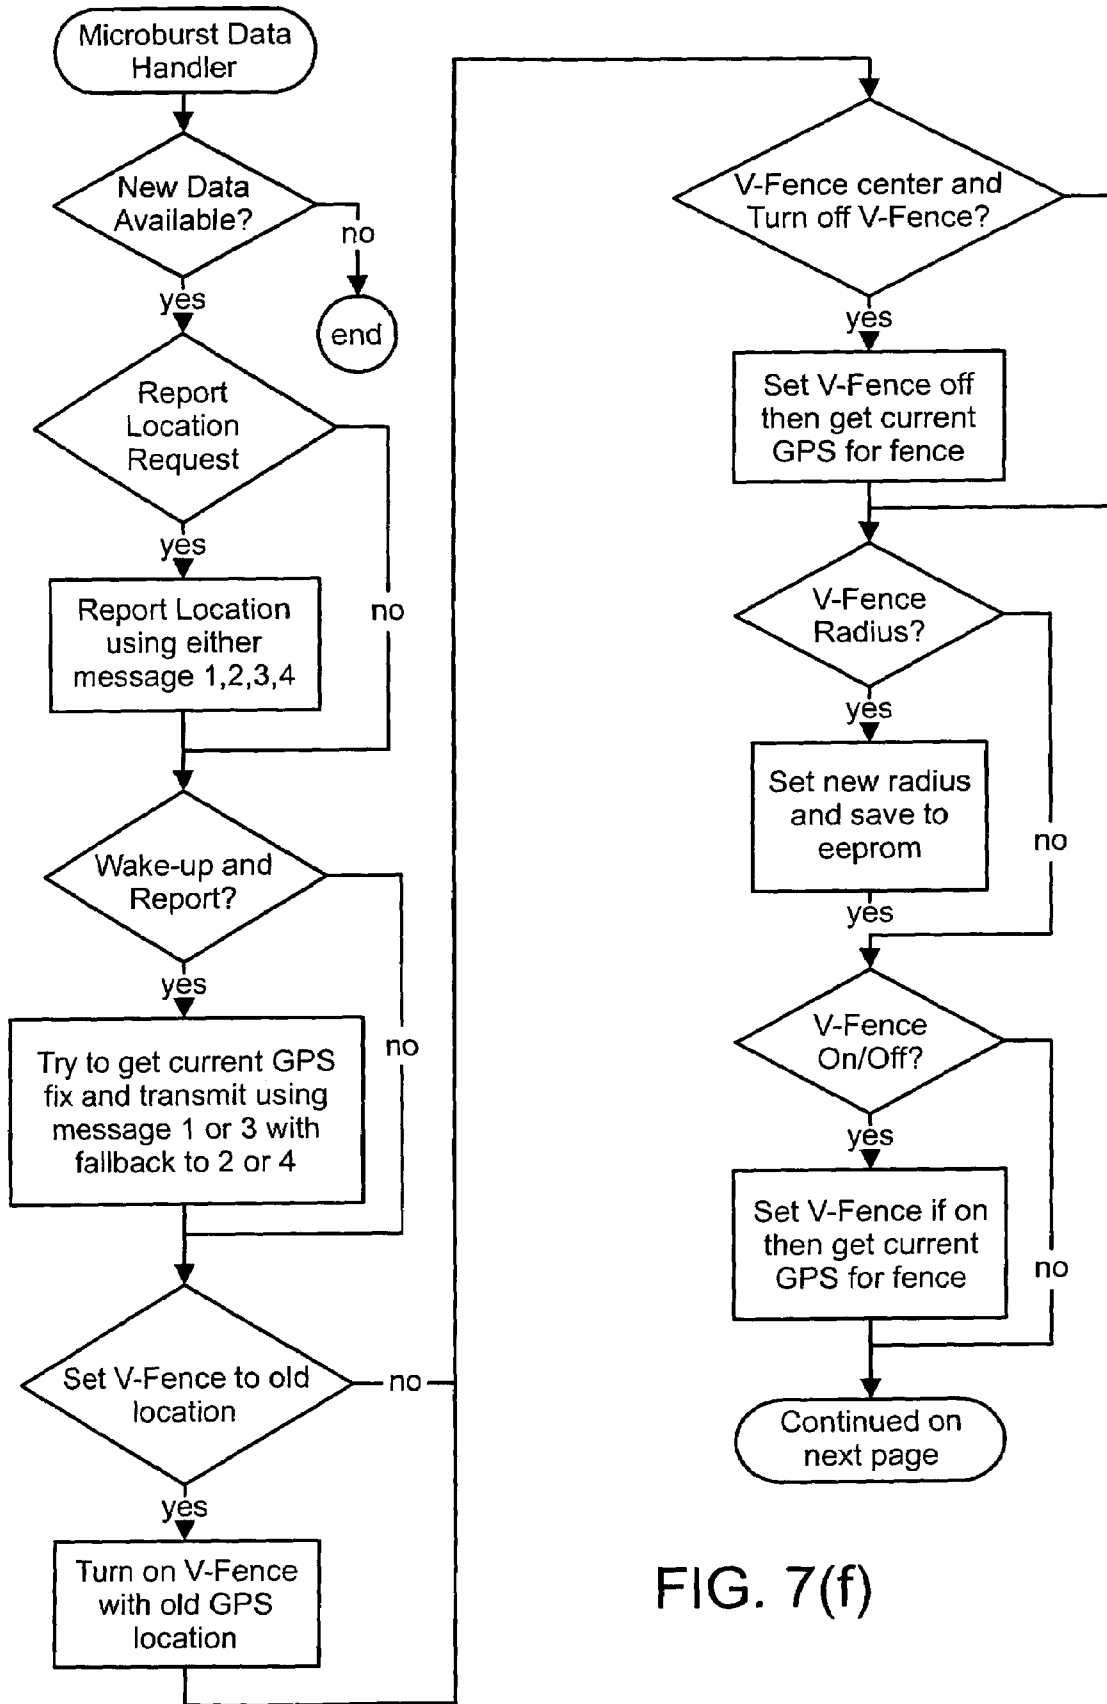 Microburst Data
Handler
New Data
Available?
no
yes
end
Report
Location
Request
yes
no
Report Location
using either
message 1,2,3,4
Wake-up and
Report?
yes
no
Try to get current GPS
fix and transmit using
message 1 or 3 with
fallback to 2 or 4
Set V-Fence to old
location
no
yes
Turn on V-Fence
with old GPS
location
V-Fence center and
Turn off V-Fence?
yes
Set V-Fence off
then get current
GPS for fence
V-Fence
Radius?
yes
no
Set new radius
and save to
eeprom
yes
V-Fence
On/Off?
yes
no
Set V-Fence if on
then get current
GPS for fence
Continued on
next page
FIG. 7(f)